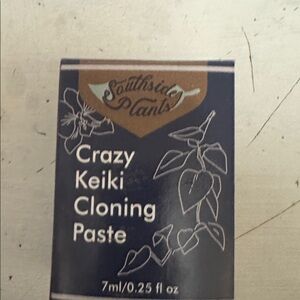 Southside
Plants
Crazy
Keiki
Cloning
Paste
7ml/0.25 fl oz